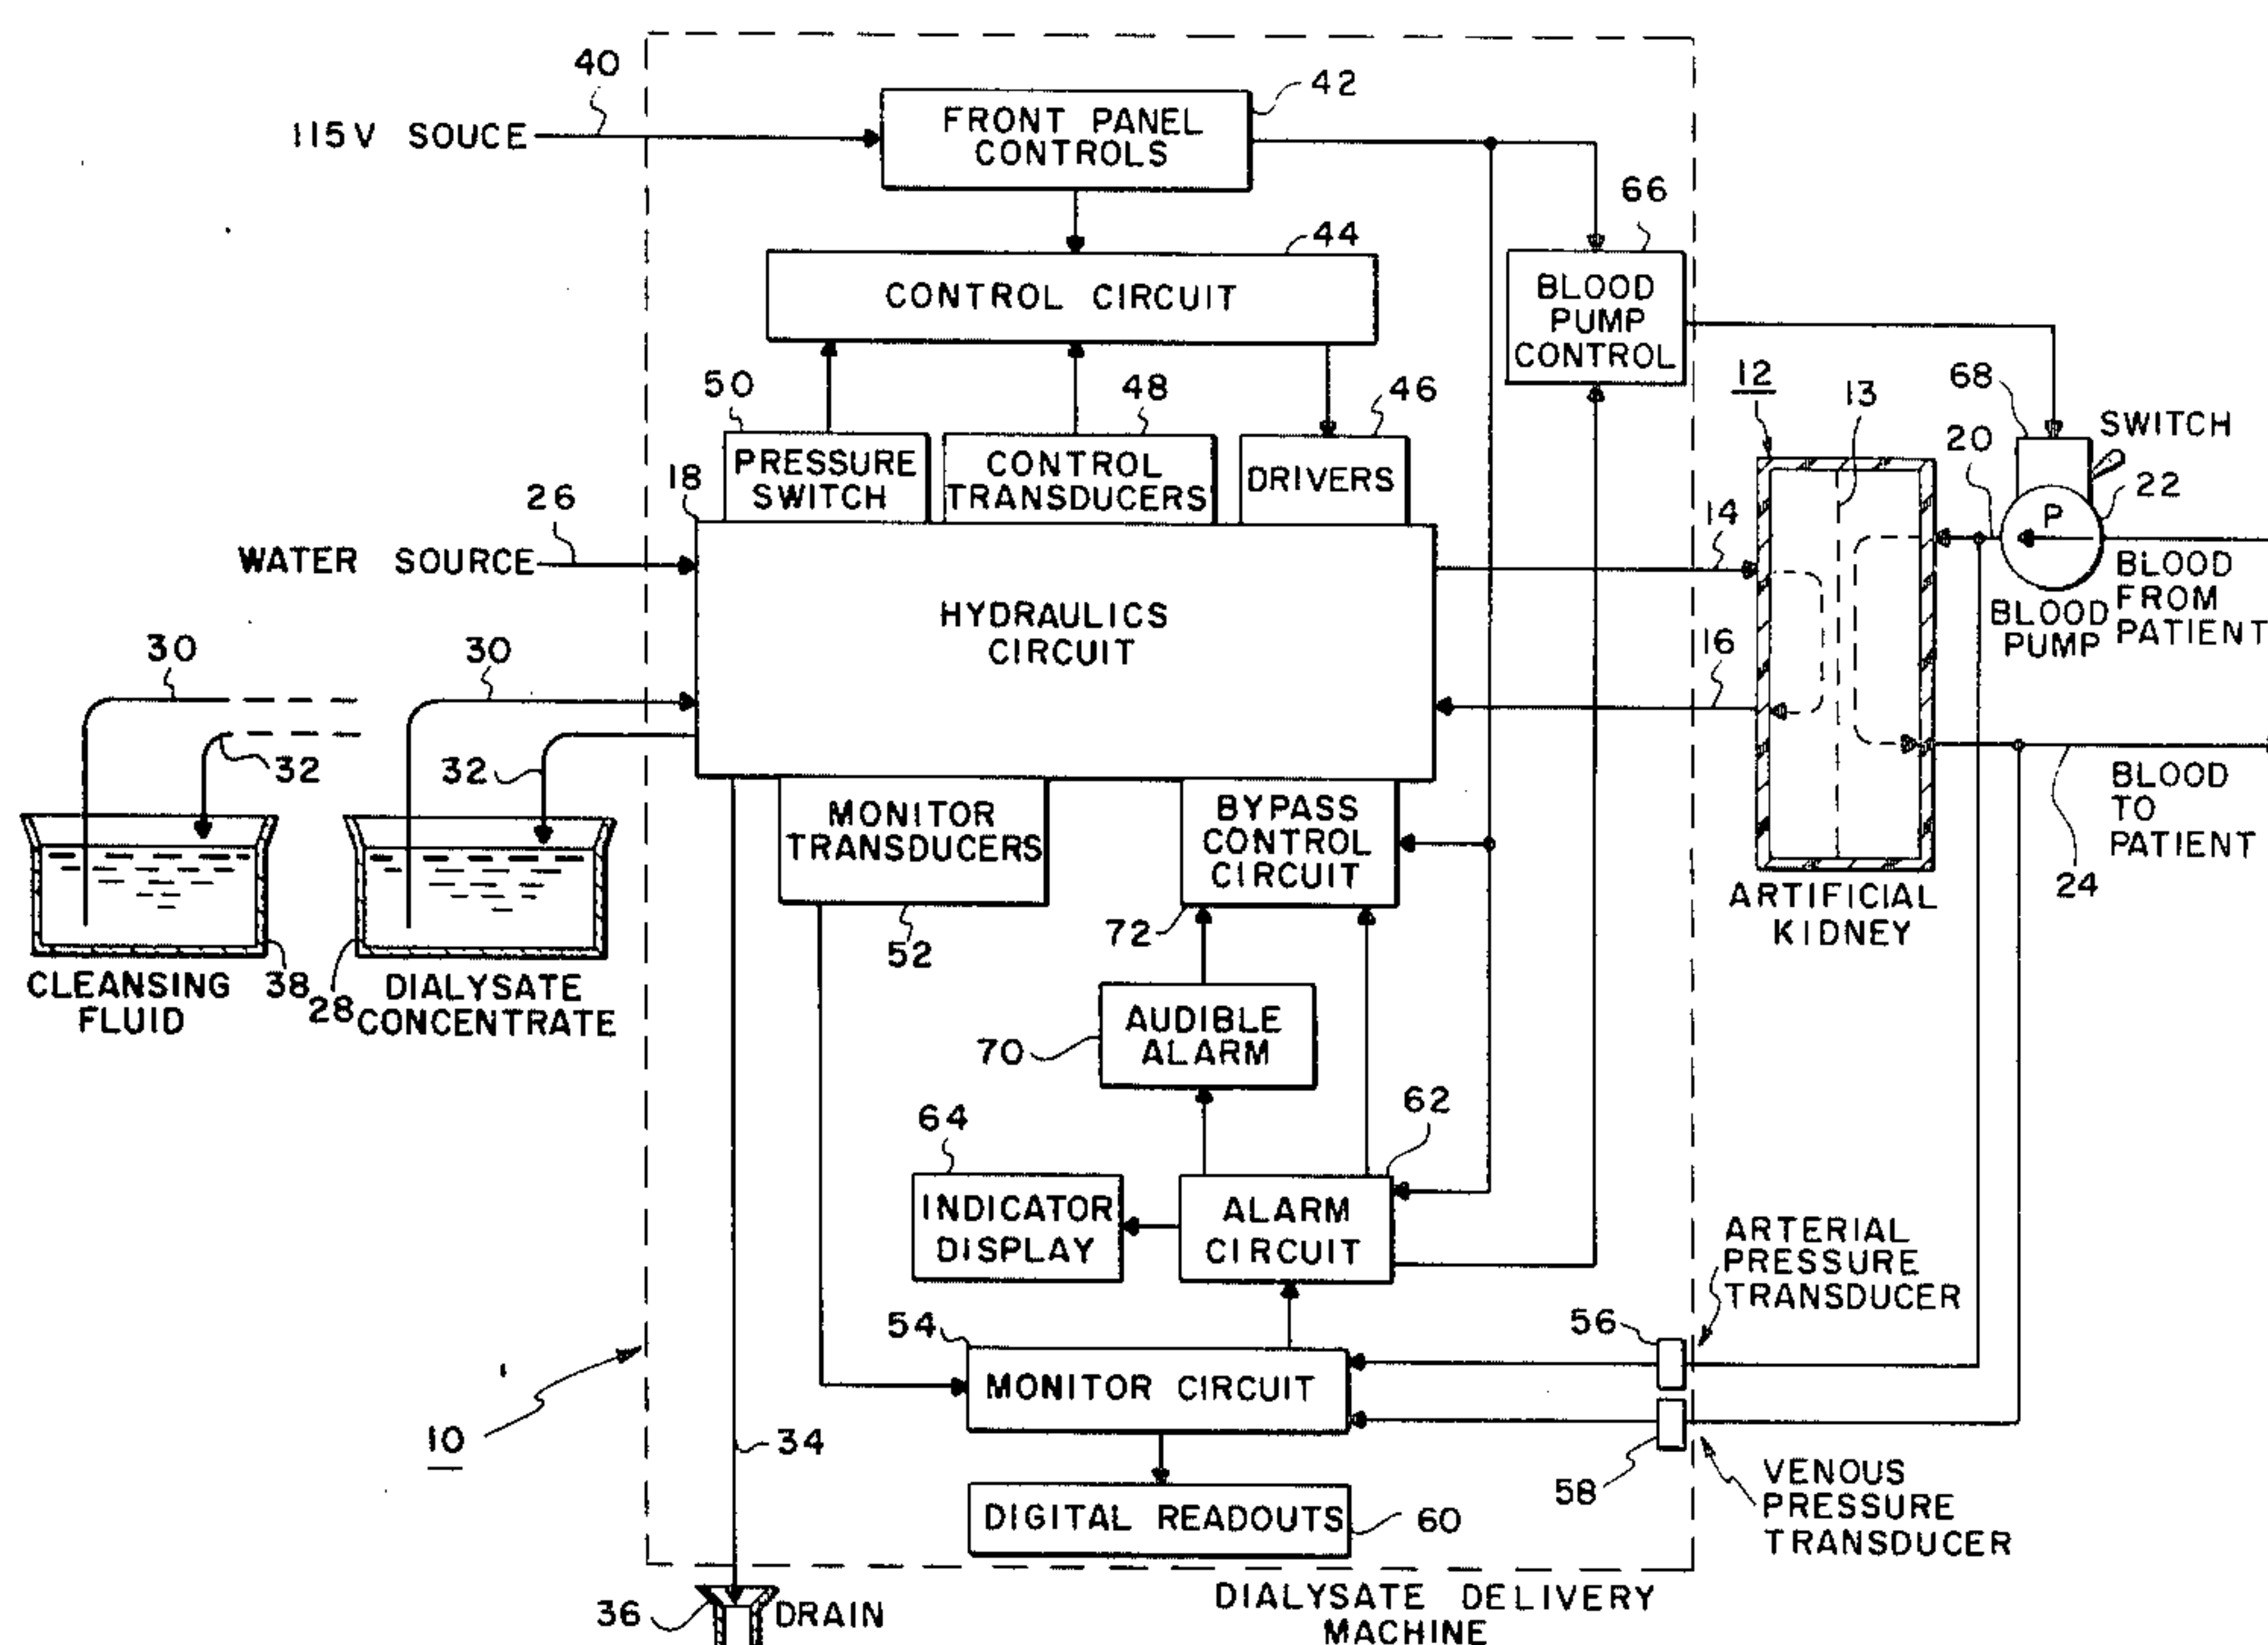 40
42
115V SOUCE
FRONT PANEL
CONTROLS
66
44
CONTROL CIRCUIT
BLOOD
PUMP
CONTROL
50
48
46
12
13
68
SWITCH
18
PRESSURE
SWITCH
CONTROL
TRANSDUCERS
DRIVERS
20
22
P
26
14
WATER SOURCE
BLOOD
FROM
PATIENT
BLOOD
PUMP
HYDRAULICS
CIRCUIT
30
30
16
32
32
MONITOR
TRANSDUCERS
BYPASS
CONTROL
CIRCUIT
BLOOD
TO
PATIENT
24
ARTIFICIAL
KIDNEY
72
52
CLEANSING
FLUID
38
28
DIALYSATE
CONCENTRATE
AUDIBLE
ALARM
70
64
62
INDICATOR
DISPLAY
ALARM
CIRCUIT
ARTERIAL
PRESSURE
TRANSDUCER
56
54
MONITOR CIRCUIT
10
34
58
VENOUS
PRESSURE
TRANSDUCER
DIGITAL READOUTS
60
36
DRAIN
DIALYSATE DELIVERY
MACHINE